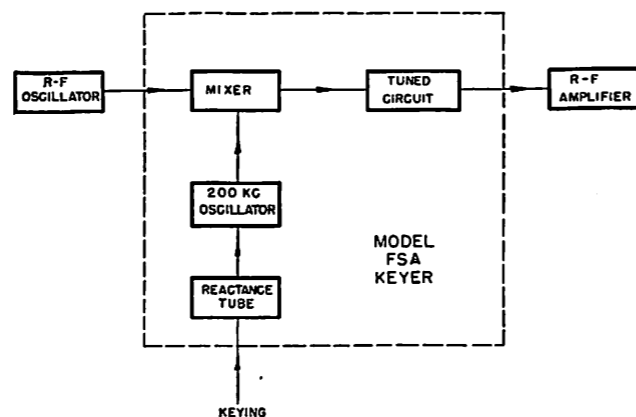 R-F
OSCILLATOR
MIXER
TUNED
CIRCUIT
R-F
AMPLIFIER
200 KC
OSCILLATOR
REACTANCE
TUBE
MODEL
FSA
KEYER
KEYING